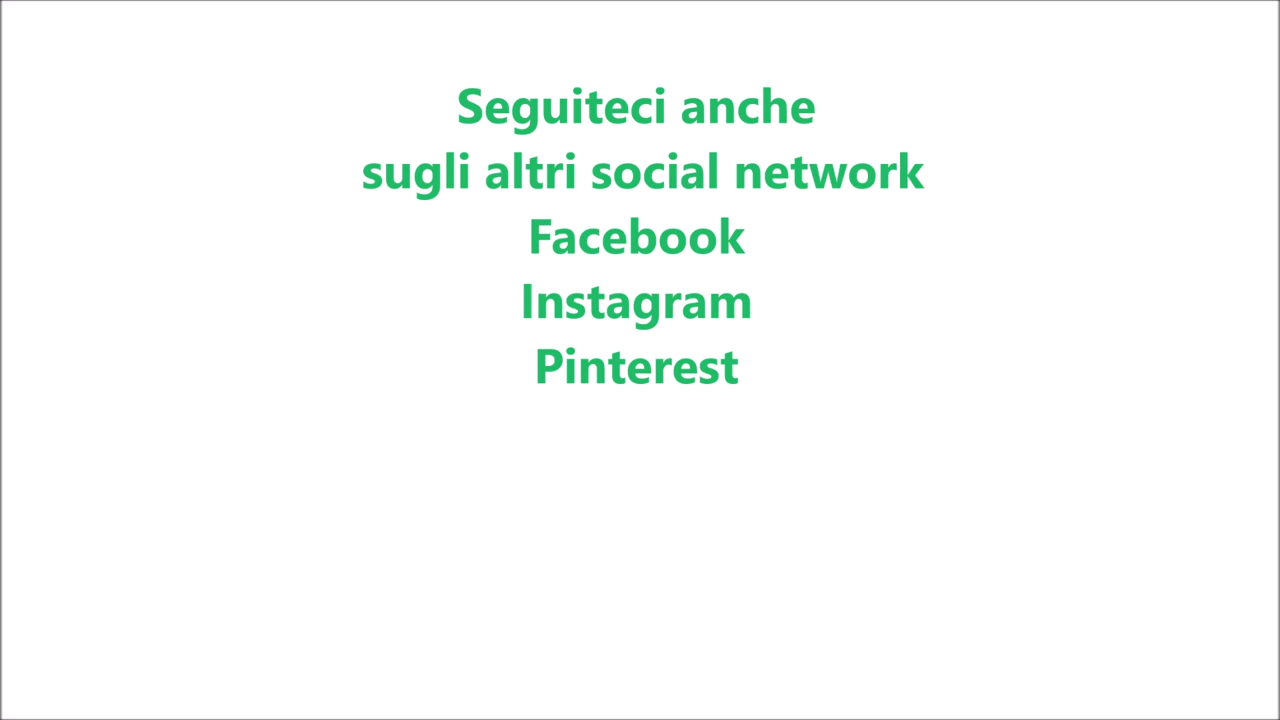 Seguiteci anche
sugli altri social network
Facebook
Instagram
Pinterest